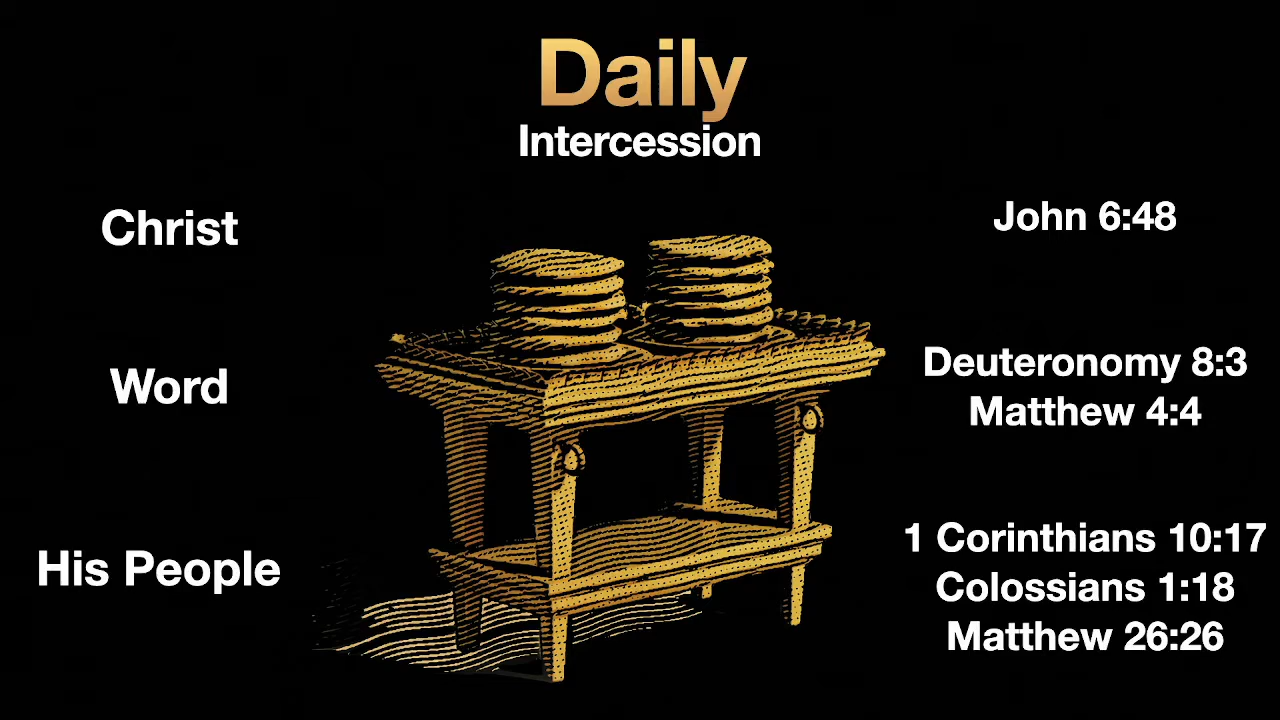 Daily
Intercession
Christ
John 6:48
Word
Deuteronomy 8:3
Matthew 4:4
His People
1 Corinthians 10:17
Colossians 1:18
Matthew 26:26